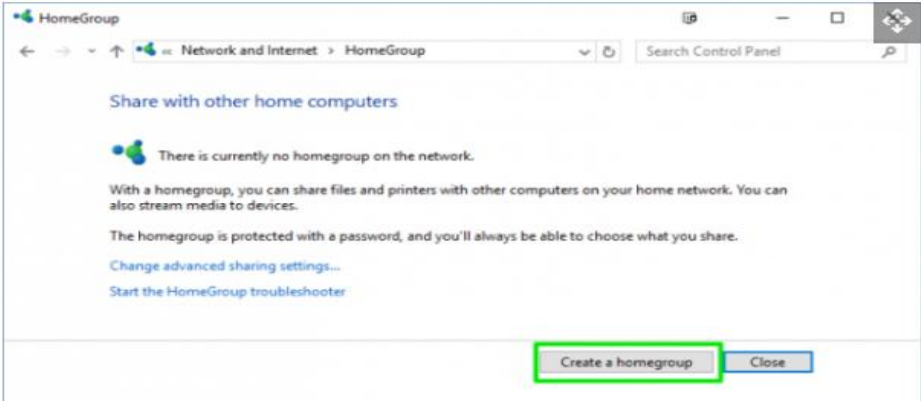 HomeGroup
« Network and Internet > HomeGroup
Search Control Panel
Share with other home computers
There is currently no homegroup on the network.
With a homegroup, you can share files and printers with other computers on your home network. You can
also stream media to devices.
The homegroup is protected with a password, and you'll always be able to choose what you share.
Change advanced sharing settings...
Start the HomeGroup troubleshooter
Create a homegroup
Close